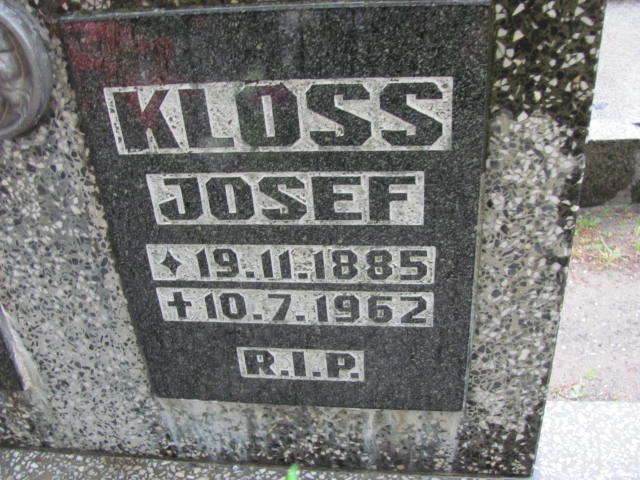 KLOSS
JOSEF
✦ 19.11.1885
✝ 10.7.1962
R.I.P.